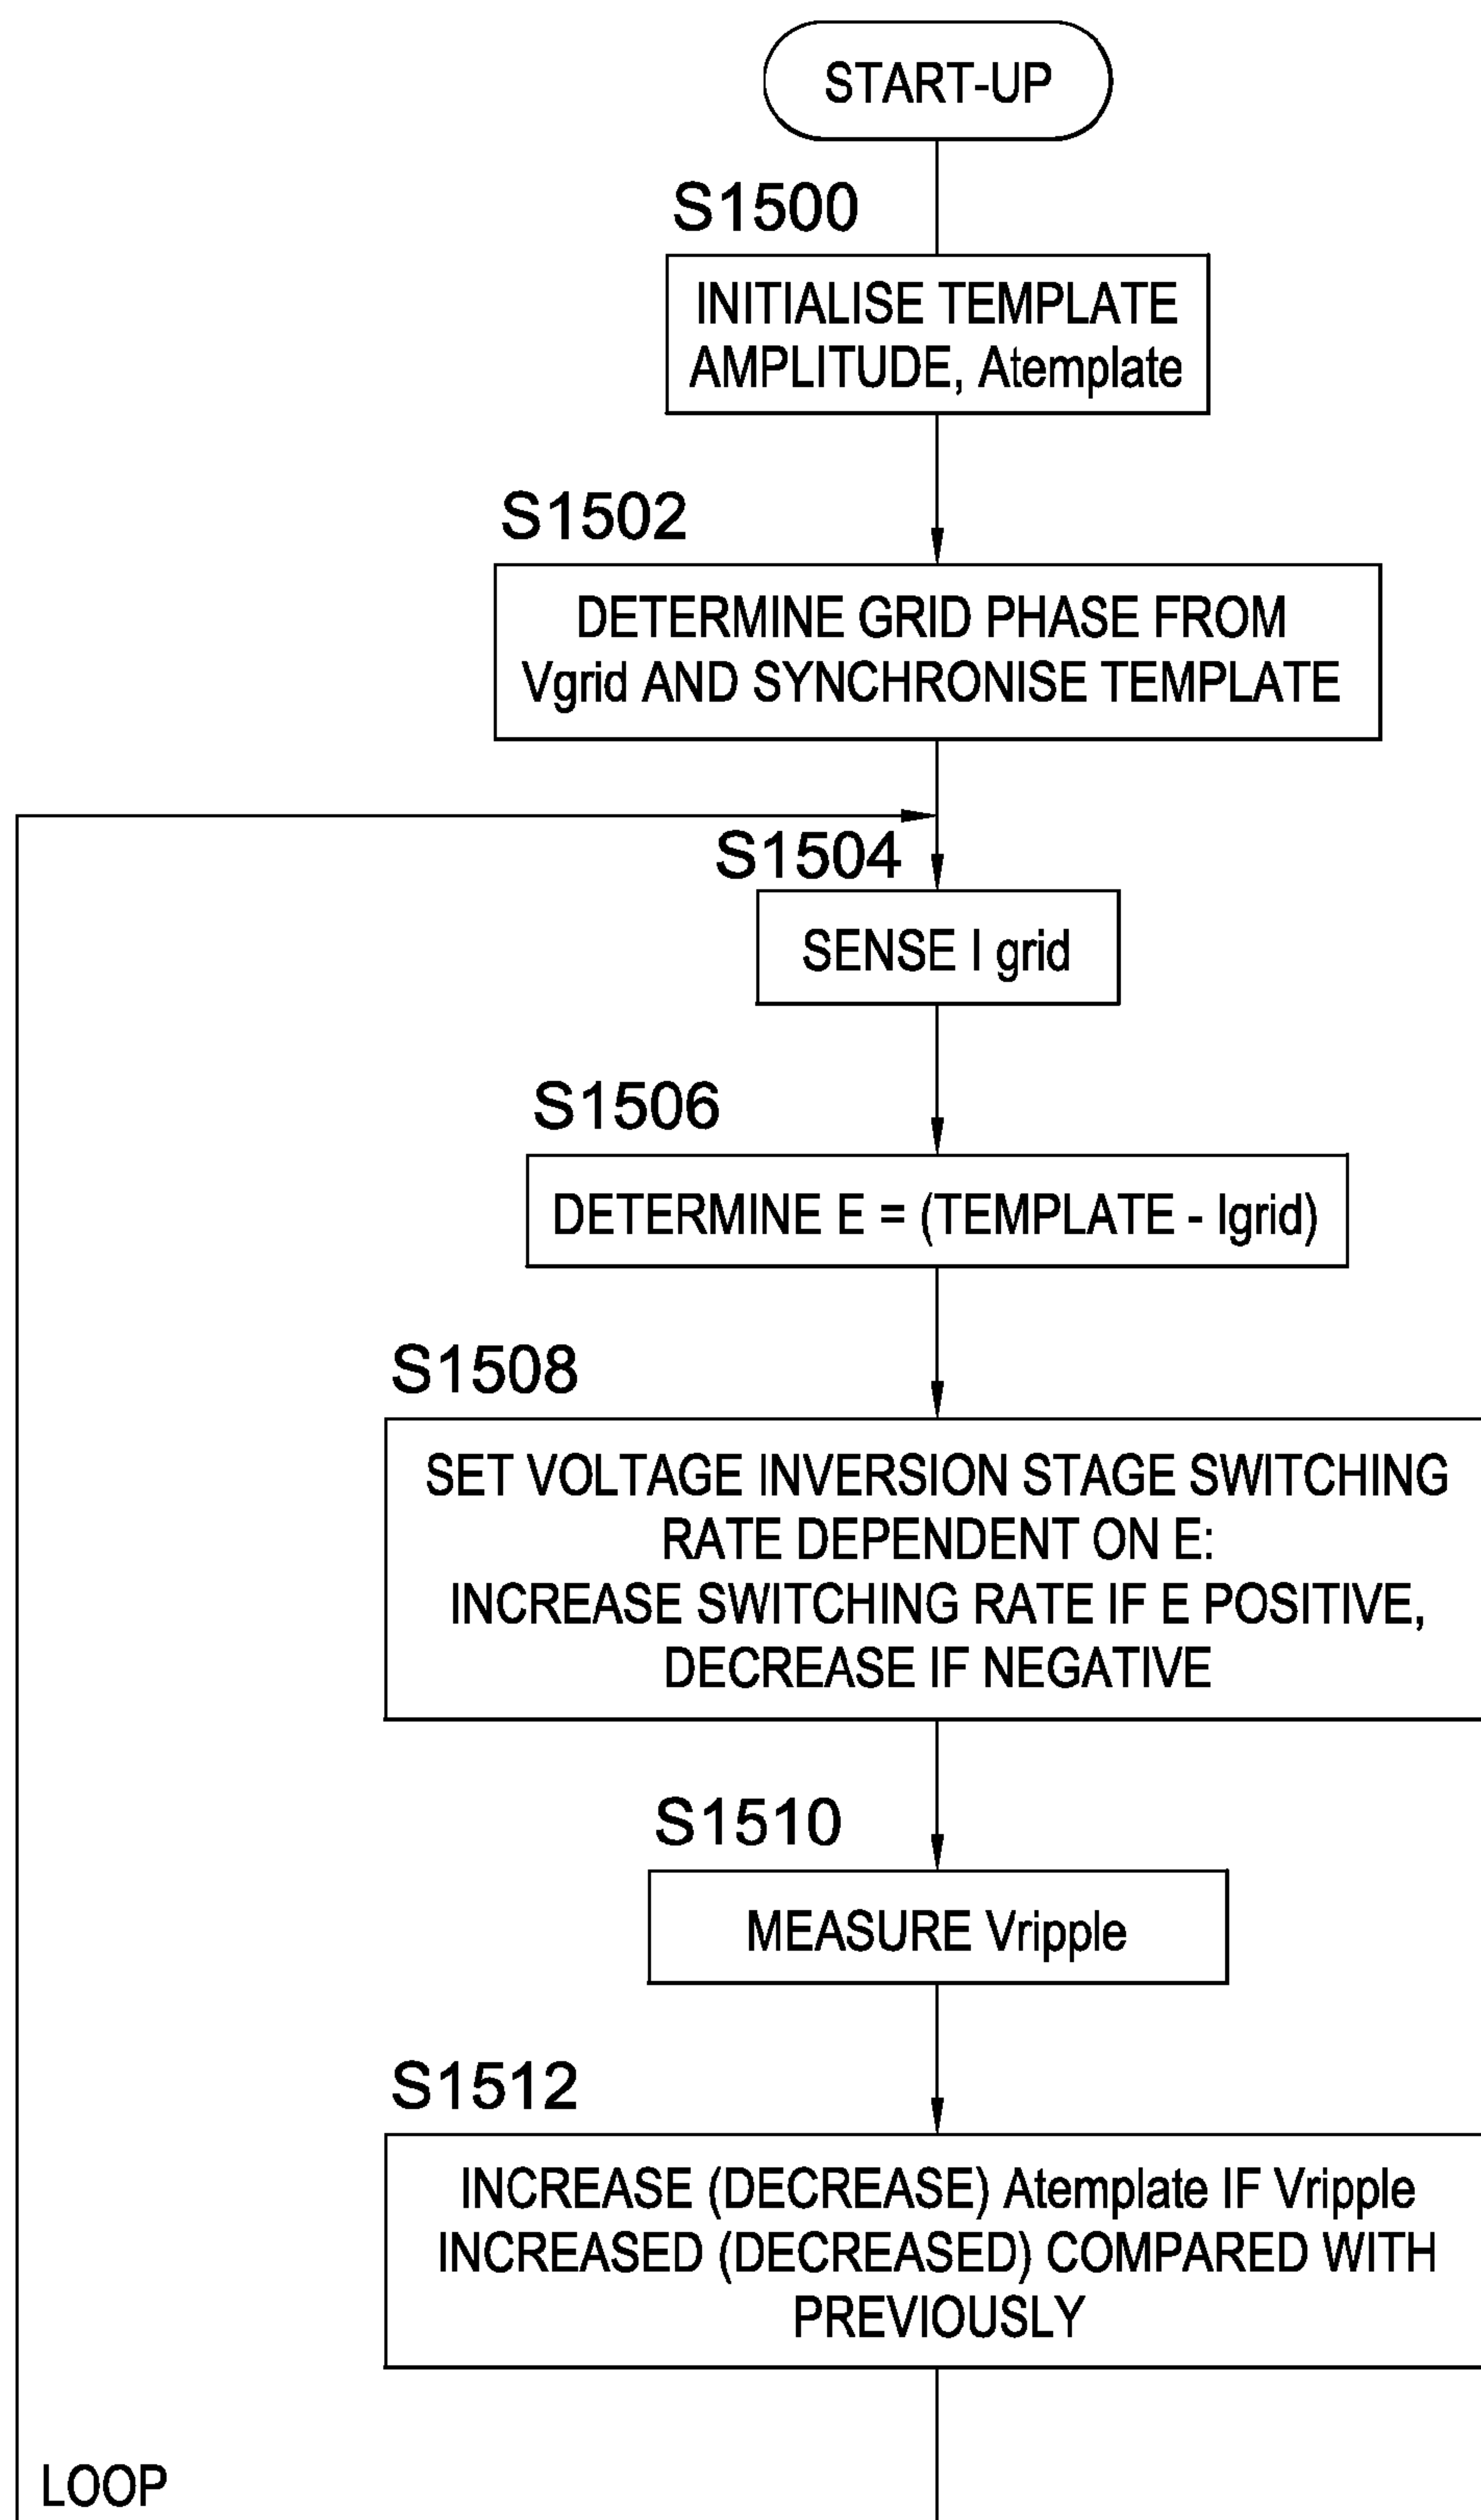 START-UP
S1500
INITIALISE TEMPLATE
AMPLITUDE, Atemplate
S1502
DETERMINE GRID PHASE FROM
Vgrid AND SYNCHRONISE TEMPLATE
S1504
SENSE I grid
S1506
DETERMINE E = (TEMPLATE - Igrid)
S1508
SET VOLTAGE INVERSION STAGE SWITCHING
RATE DEPENDENT ON E:
INCREASE SWITCHING RATE IF E POSITIVE,
DECREASE IF NEGATIVE
S1510
MEASURE Vripple
S1512
INCREASE (DECREASE) Atemplate IF Vripple
INCREASED (DECREASED) COMPARED WITH
PREVIOUSLY
LOOP